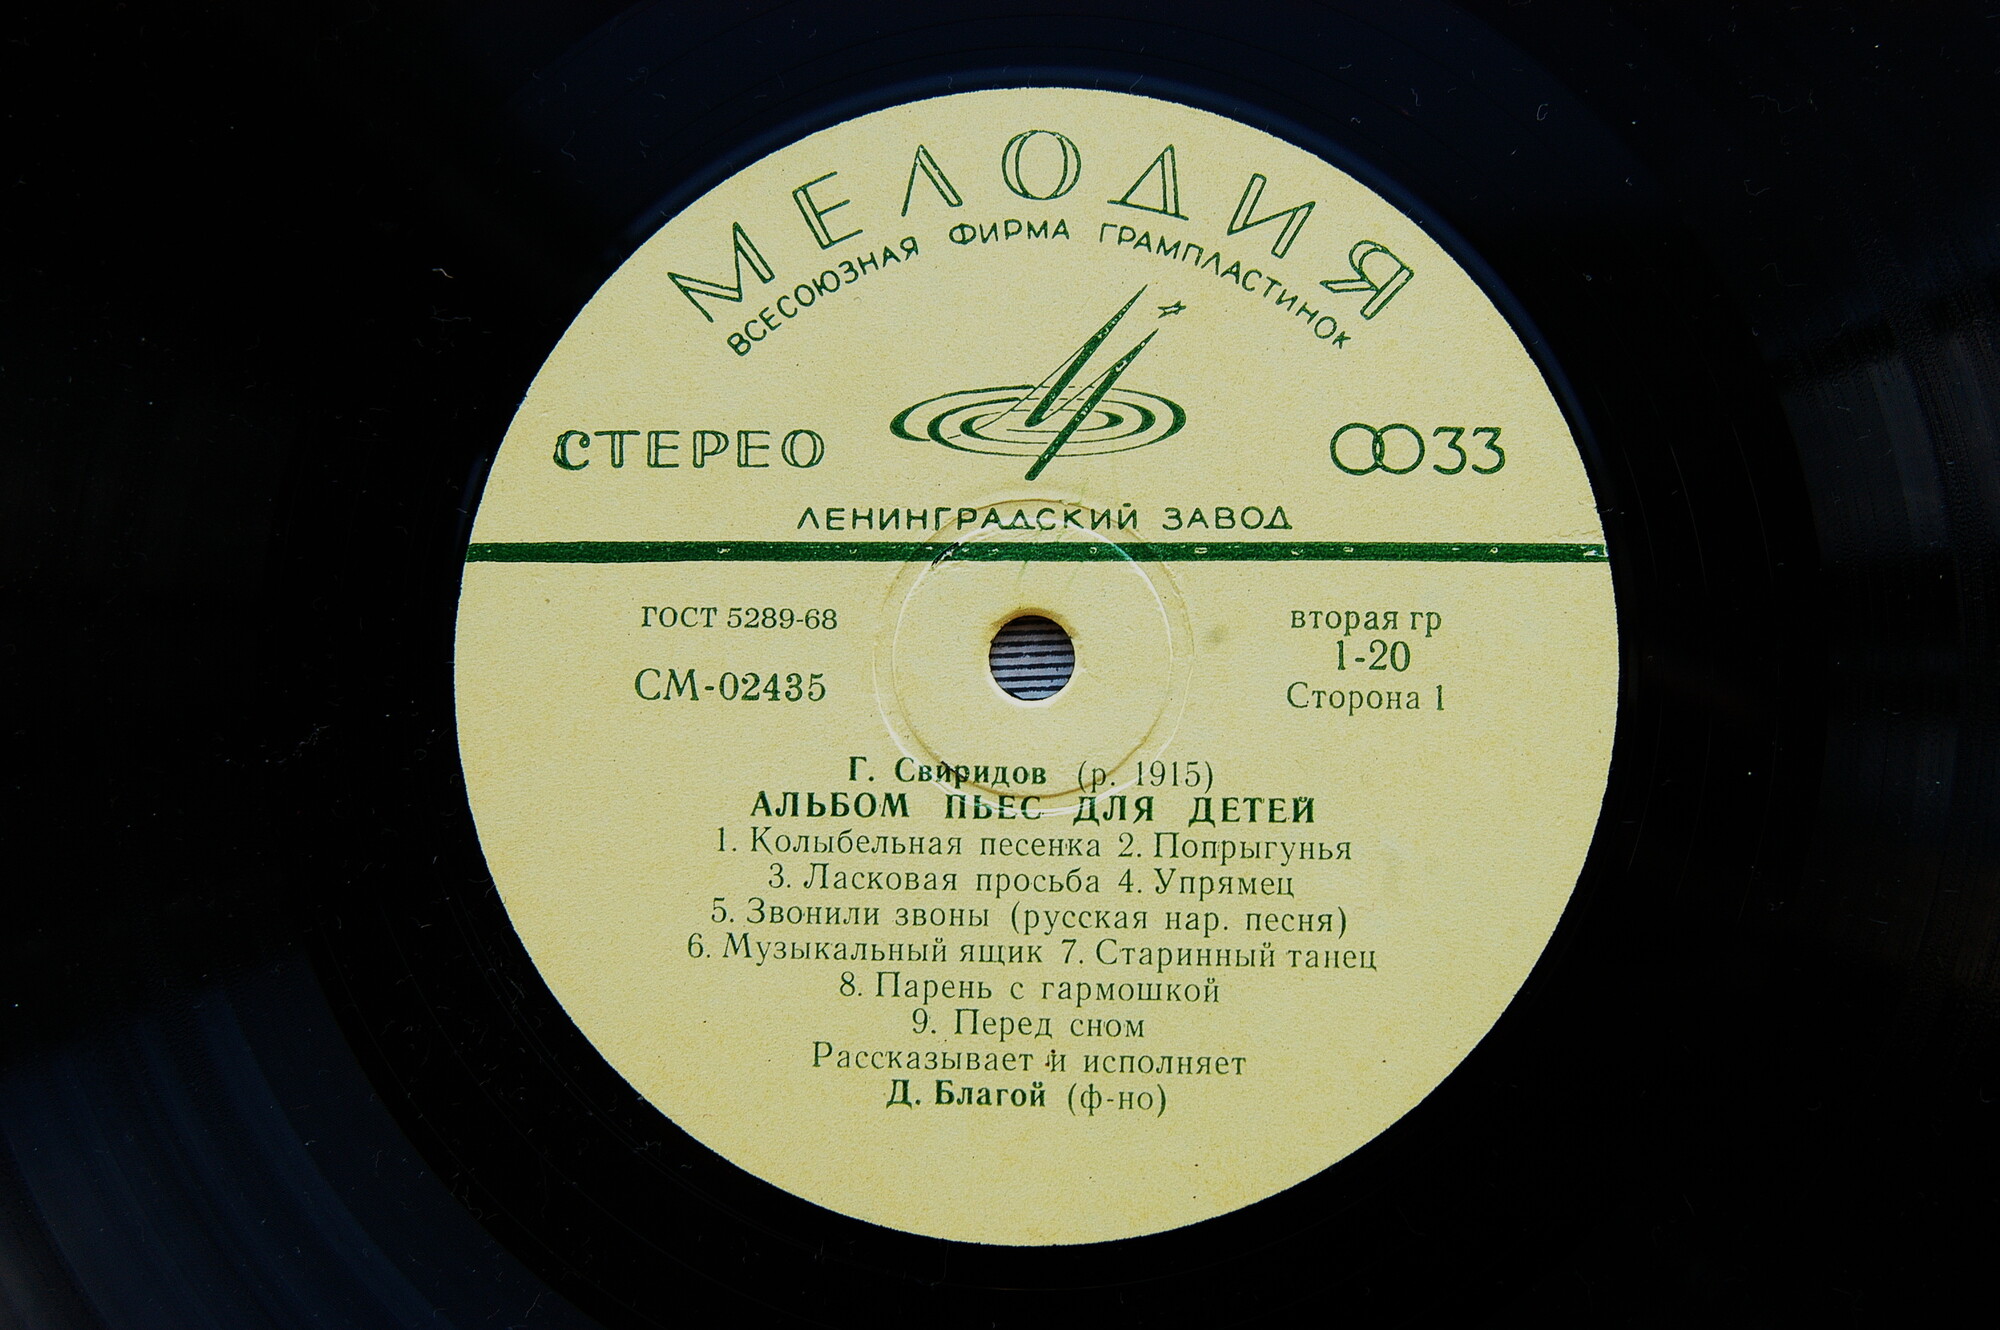 МЕЛОДИЯ
ВСЕСОЮЗНАЯ ФИРМА ГРАМПЛАСТИНОК
СТЕРЕО
33
ЛЕНИНГРАДСКИЙ ЗАВОД
ГОСТ 5289-68
СМ-02435
вторая гр
1-20
Сторона 1
Г. Свиридов (р. 1915)
АЛЬБОМ ПЬЕС ДЛЯ ДЕТЕЙ
1. Колыбельная песенка 2. Попрыгунья
3. Ласковая просьба 4. Упрямец
5. Звонили звоны (русская нар. песня)
6. Музыкальный ящик 7. Старинный танец
8. Парень с гармошкой
9. Перед сном
Рассказывает и исполняет
Д. Благой (ф-но)